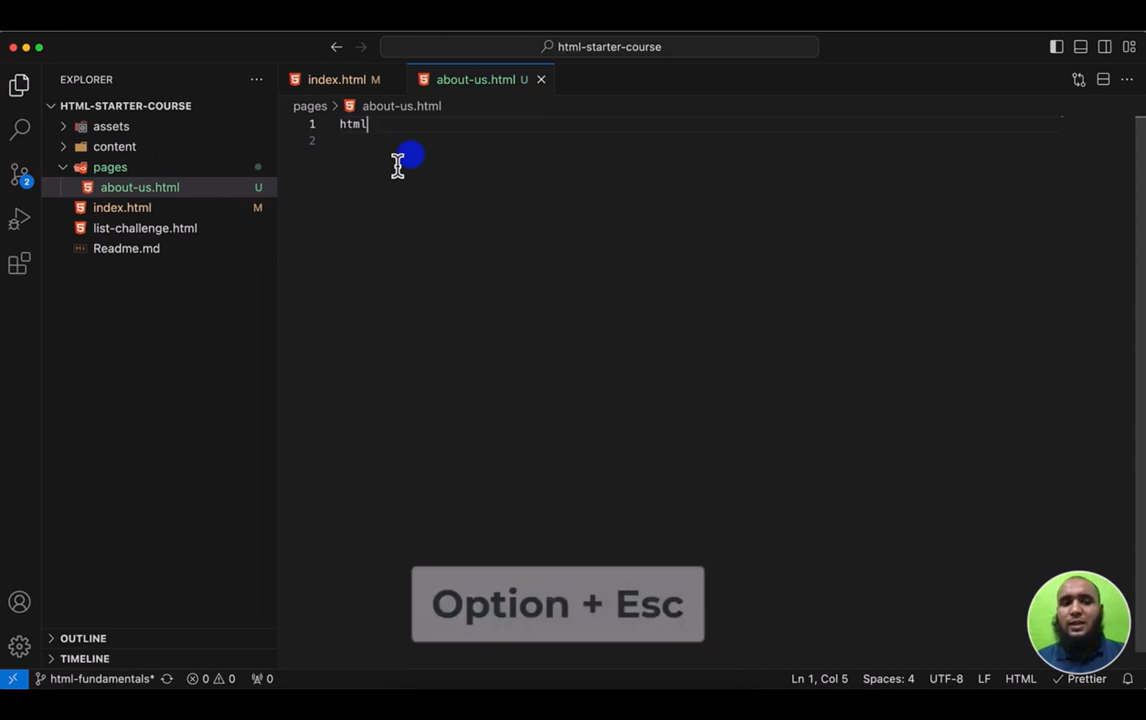 html-starter-course
EXPLORER
index.html M
about-us.html U
HTML-STARTER-COURSE
pages > about-us.html
assets
1 html
content
2
2
pages
about-us.html U
index.html M
list-challenge.html
Readme.md
Option + Esc
OUTLINE
TIMELINE
html-fundamentals* 0 0 0 Ln 1, Col 5 Spaces: 4 UTF-8 LF HTML Prettier